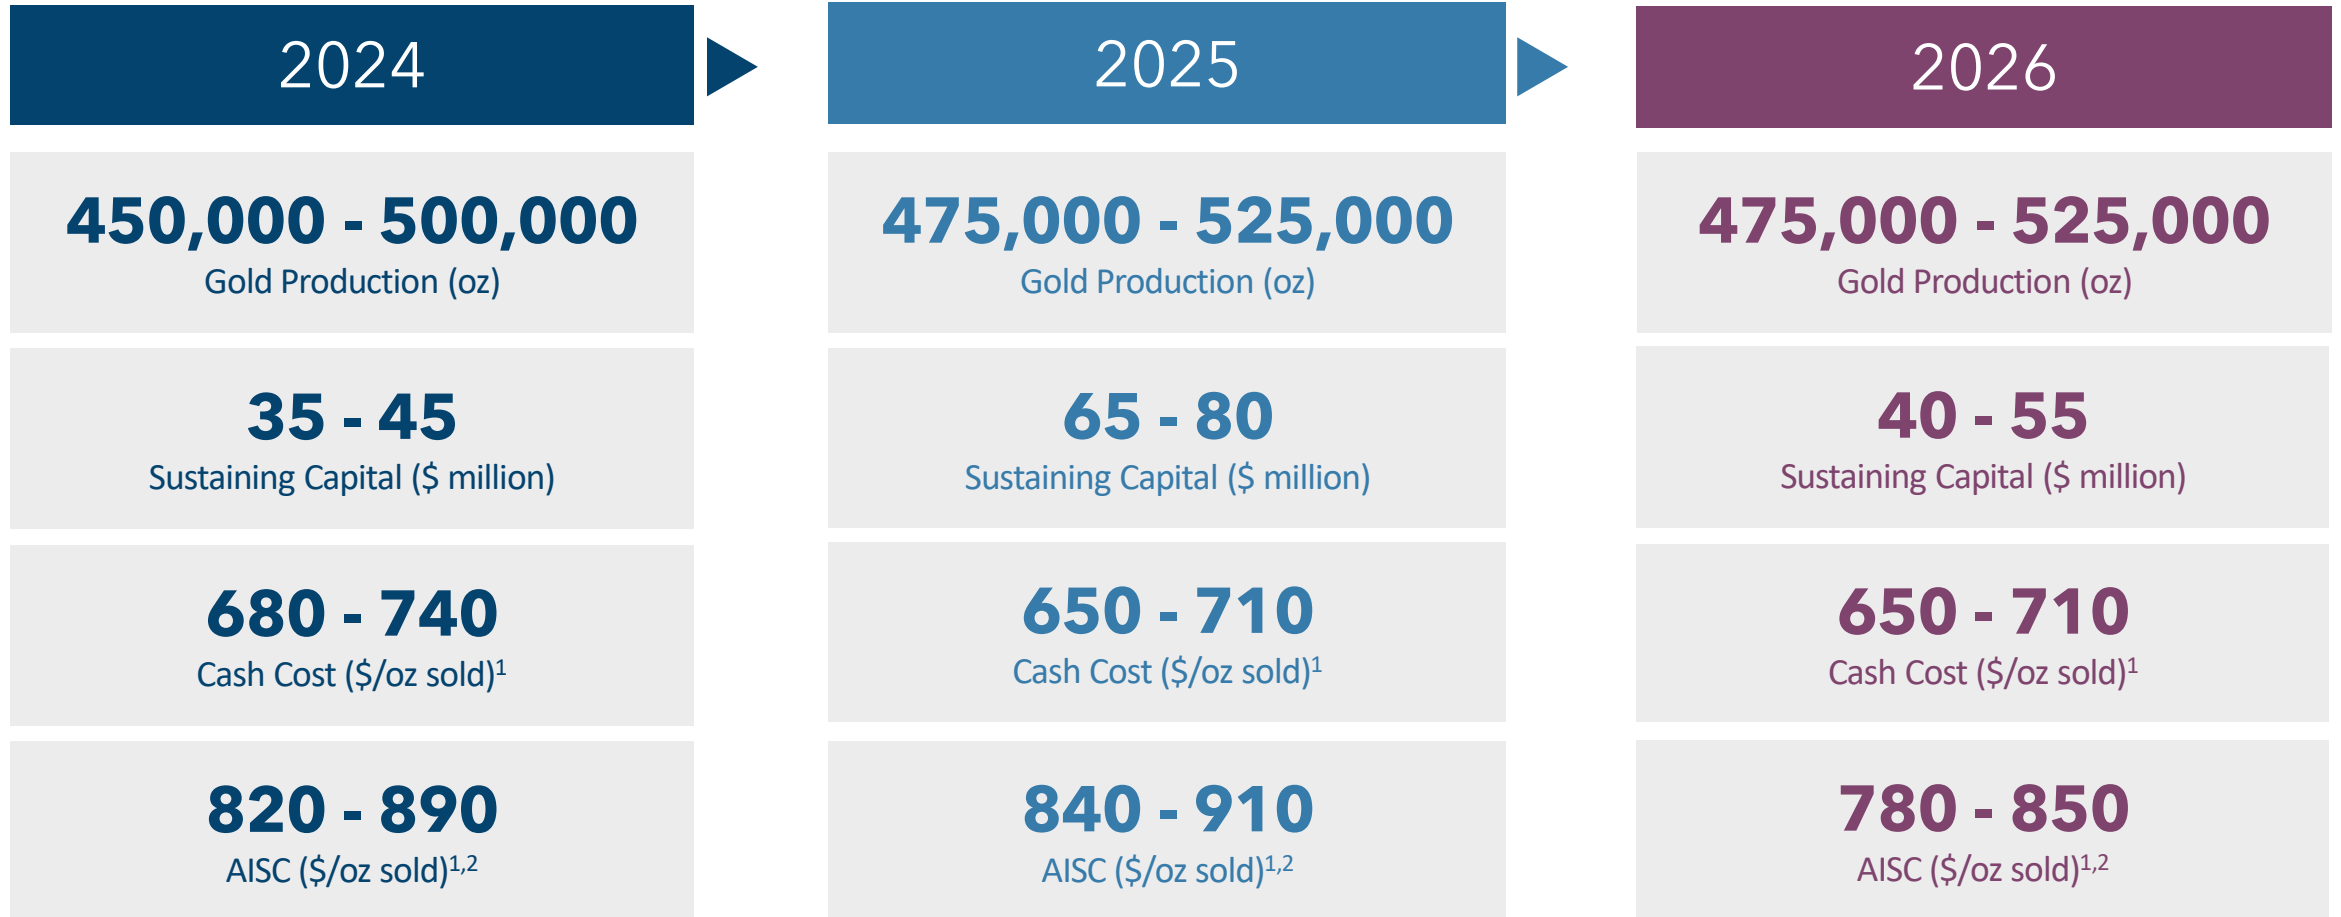 2024
450,000 - 500,000
Gold Production (oz)
35 - 45
Sustaining Capital ($ million)
680 - 740
Cash Cost ($/oz sold)¹
820 - 890
AISC ($/oz sold)¹,²
2025
475,000 - 525,000
Gold Production (oz)
65 - 80
Sustaining Capital ($ million)
650 - 710
Cash Cost ($/oz sold)¹
840 - 910
AISC ($/oz sold)¹,²
2026
475,000 - 525,000
Gold Production (oz)
40 - 55
Sustaining Capital ($ million)
650 - 710
Cash Cost ($/oz sold)¹
780 - 850
AISC ($/oz sold)¹,²